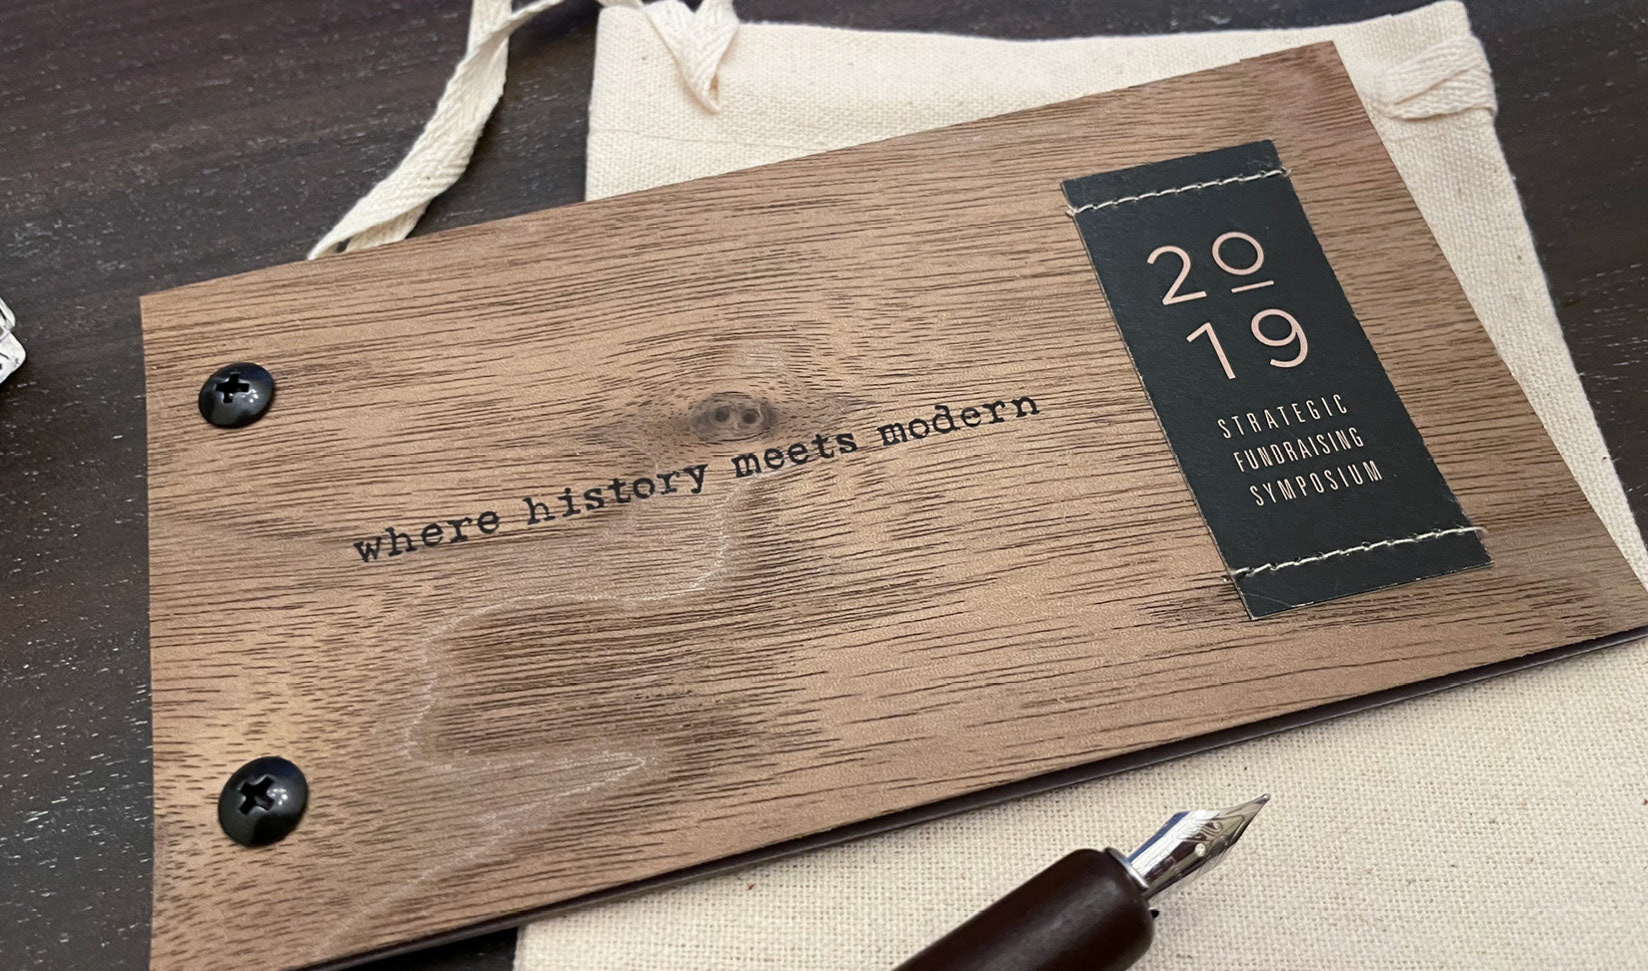 where history meets modern
20
19
STRATEGIC
FUNDRAISING
SYMPOSIUM